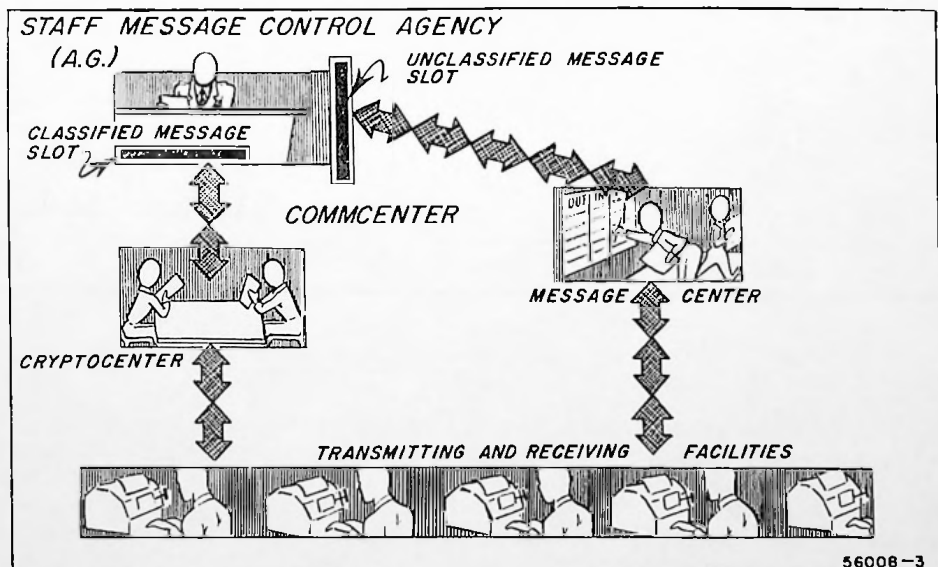 STAFF MESSAGE CONTROL AGENCY
(A.G.)
UNCLASSIFIED MESSAGE
SLOT
CLASSIFIED MESSAGE
SLOT
COMMCENTER
OUT IN
MESSAGE CENTER
CRYPTOCENTER
TRANSMITTING AND RECEIVING FACILITIES
56008-3